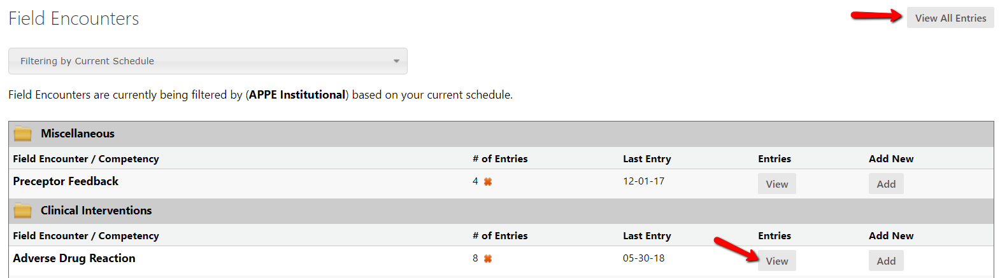 Field Encounters
View All Entries
Filtering by Current Schedule
Field Encounters are currently being filtered by (APPE Institutional) based on your current schedule.
Miscellaneous
Field Encounter / Competency # of Entries Last Entry Entries Add New
Preceptor Feedback 4 12-01-17 View Add
Clinical Interventions
Field Encounter / Competency # of Entries Last Entry Entries Add New
Adverse Drug Reaction 8 05-30-18 View Add